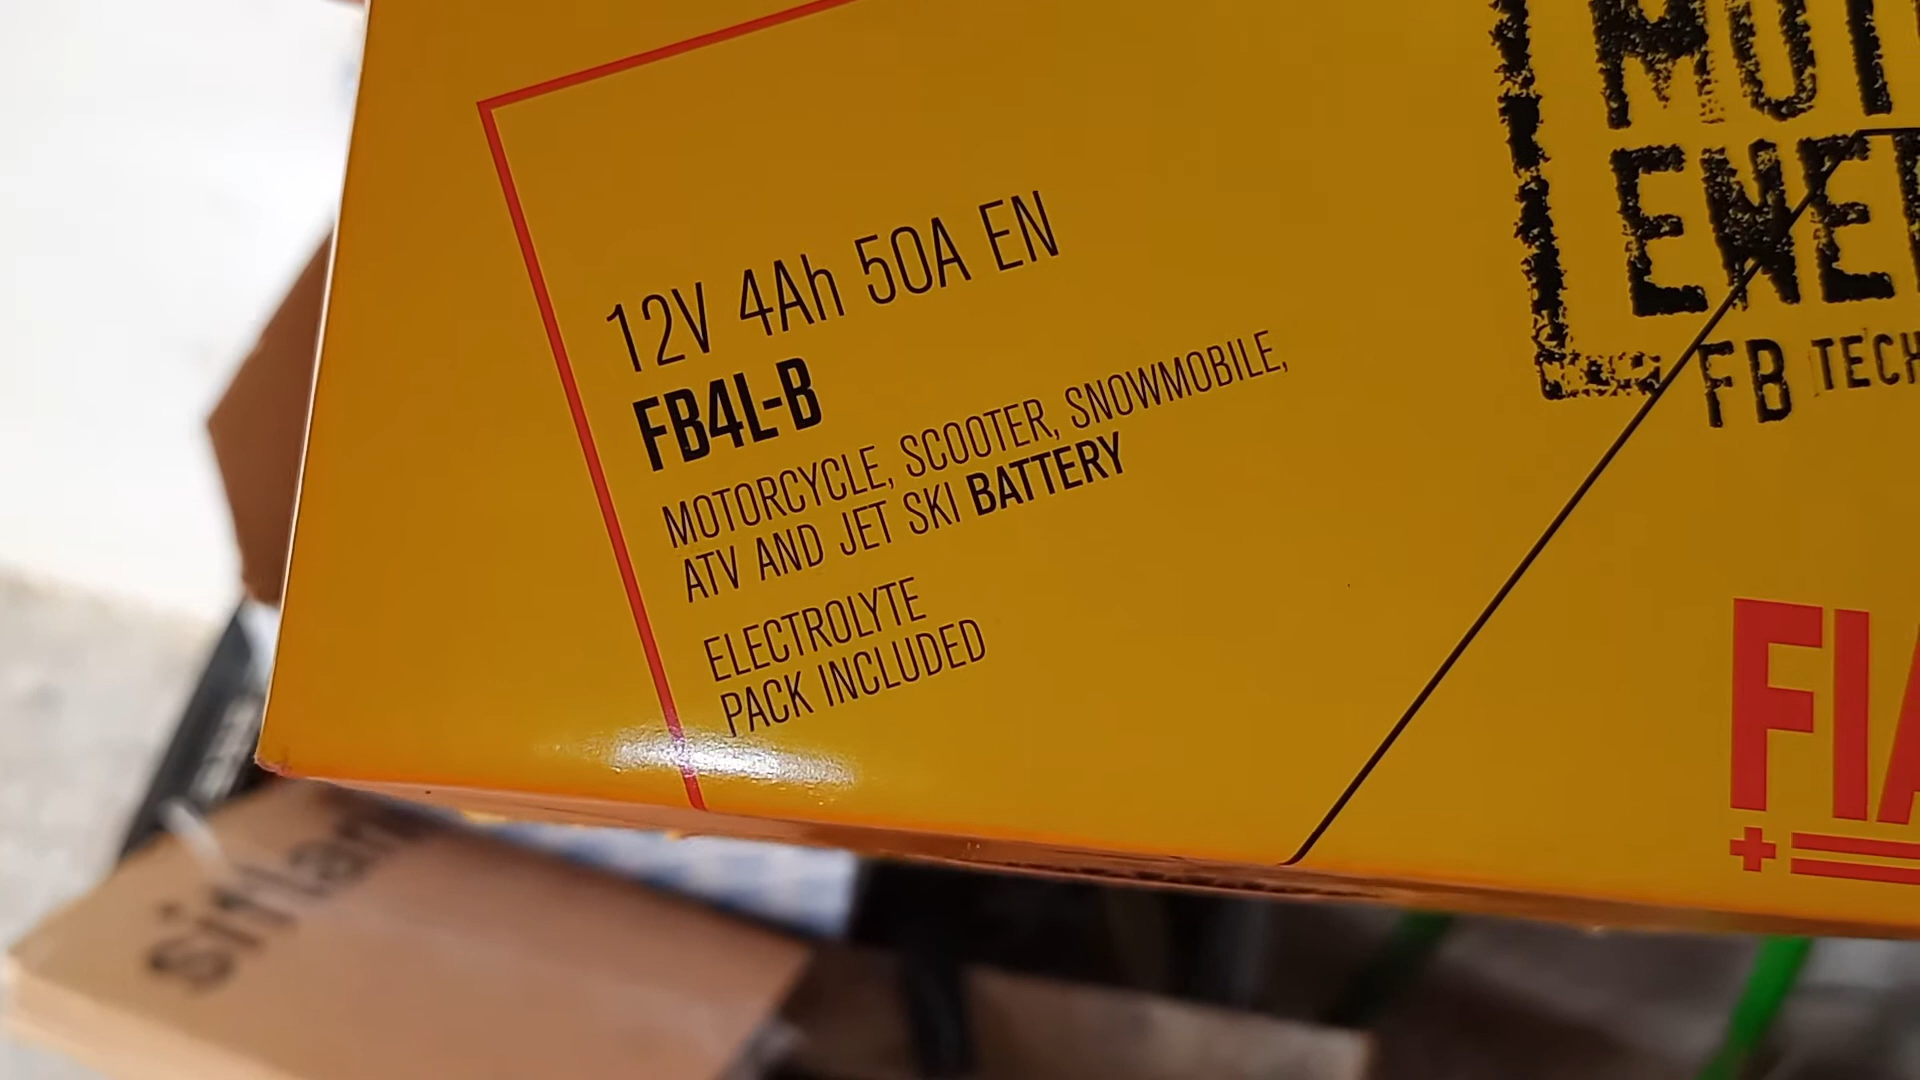 12V 4Ah 50A EN
FB4L-B
MOTORCYCLE, SCOOTER, SNOWMOBILE,
ATV AND JET SKI BATTERY
ELECTROLYTE
PACK INCLUDED
FB